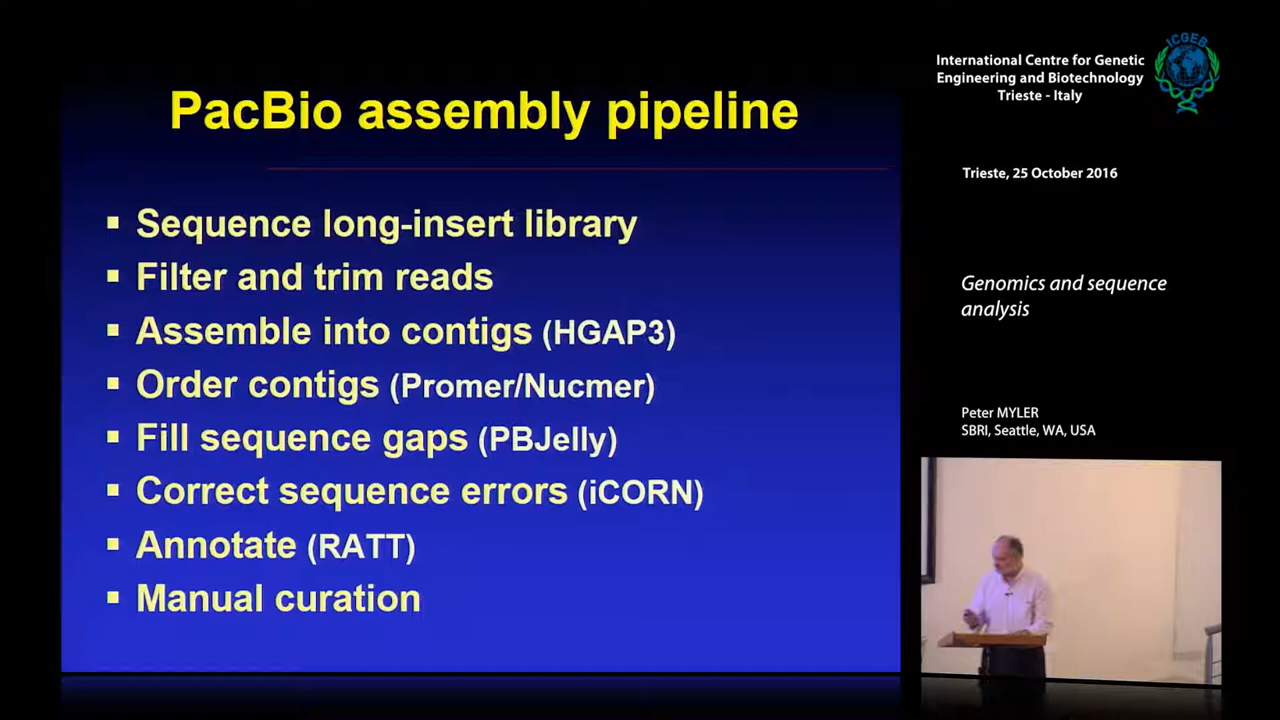 PacBio assembly pipeline
▪ Sequence long-insert library
▪ Filter and trim reads
▪ Assemble into contigs (HGAP3)
▪ Order contigs (Promer/Nucmer)
▪ Fill sequence gaps (PBJelly)
▪ Correct sequence errors (iCORN)
▪ Annotate (RATT)
▪ Manual curation
International Centre for Genetic
Engineering and Biotechnology
Trieste - Italy
ICGEB
Trieste, 25 October 2016
Genomics and sequence
analysis
Peter MYLER
SBRI, Seattle, WA, USA